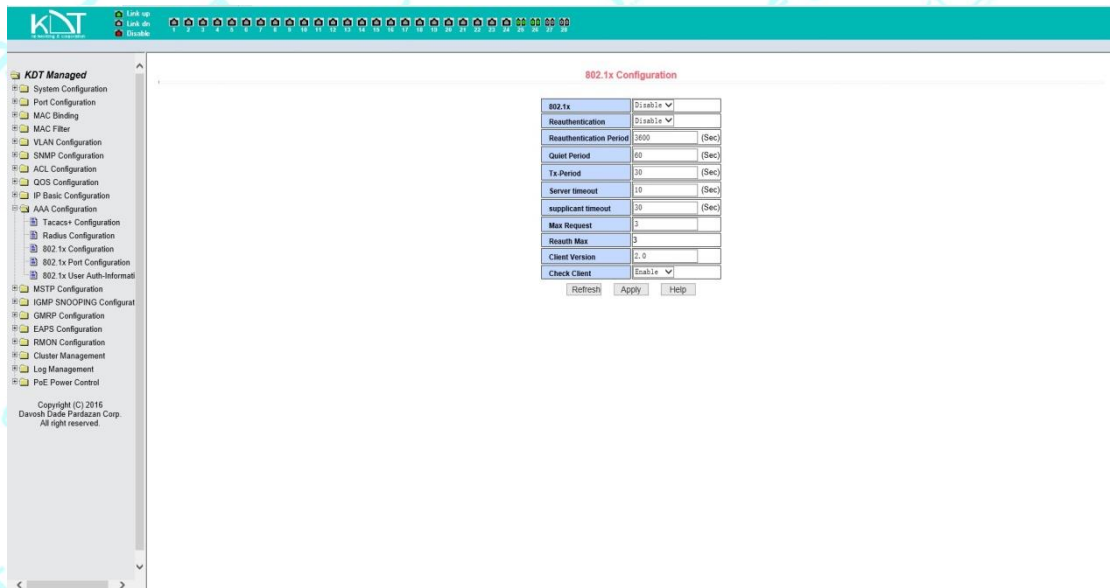 KDT
Link up
Link dn
Disable
1 2 3 4 5 6 7 8 9 10 11 12 13 14 15 16 17 18 19 20 21 22 23 24 25 26 27 28
KDT Managed
System Configuration
Port Configuration
MAC Binding
MAC Filter
VLAN Configuration
SNMP Configuration
ACL Configuration
QOS Configuration
IP Basic Configuration
AAA Configuration
Tacacs+ Configuration
Radius Configuration
802.1x Configuration
802.1x Port Configuration
802.1x User Auth-Informati
MSTP Configuration
IGMP SNOOPING Configurat
GMRP Configuration
EAPS Configuration
RMON Configuration
Cluster Management
Log Management
PoE Power Control
Copyright (C) 2016
Davosh Dade Pardazan Corp.
All right reserved.
802.1x Configuration
802.1x Disable
Reauthentication Disable
Reauthentication Period 3600 (Sec)
Quiet Period 60 (Sec)
Tx-Period 30 (Sec)
Server timeout 10 (Sec)
supplicant timeout 30 (Sec)
Max Request 3
Reauth Max 3
Client Version 2.0
Check Client Enable
Refresh Apply Help